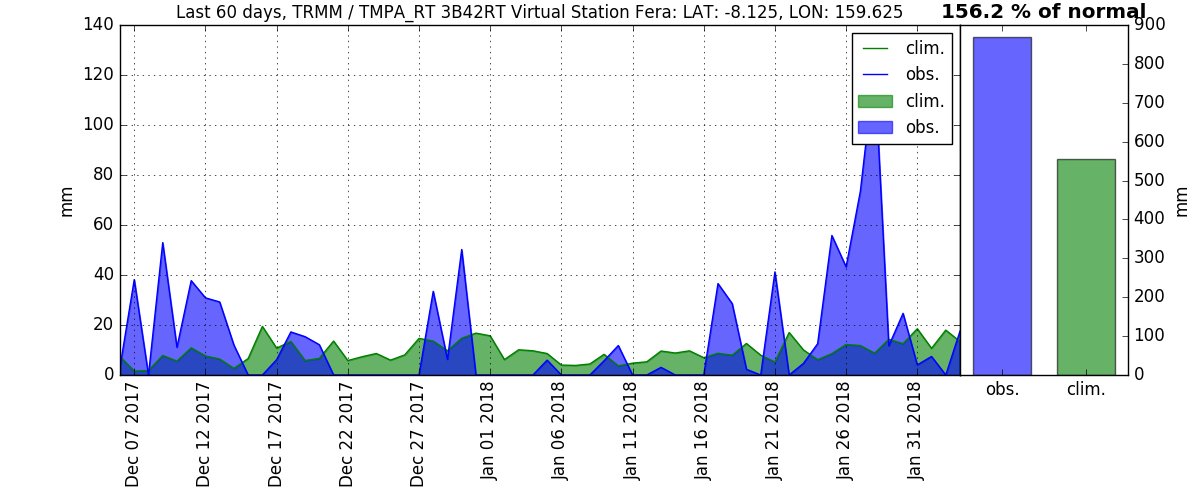 Last 60 days, TRMM / TMPA_RT 3B42RT Virtual Station Fera: LAT: -8.125, LON: 159.625
156.2 % of normal
140
120
100
80
60
40
20
0
mm
clim.
obs.
clim.
obs.
900
800
700
600
500
400
300
200
100
0
mm
obs.
clim.
Dec 07 2017
Dec 12 2017
Dec 17 2017
Dec 22 2017
Dec 27 2017
Jan 01 2018
Jan 06 2018
Jan 11 2018
Jan 16 2018
Jan 21 2018
Jan 26 2018
Jan 31 2018